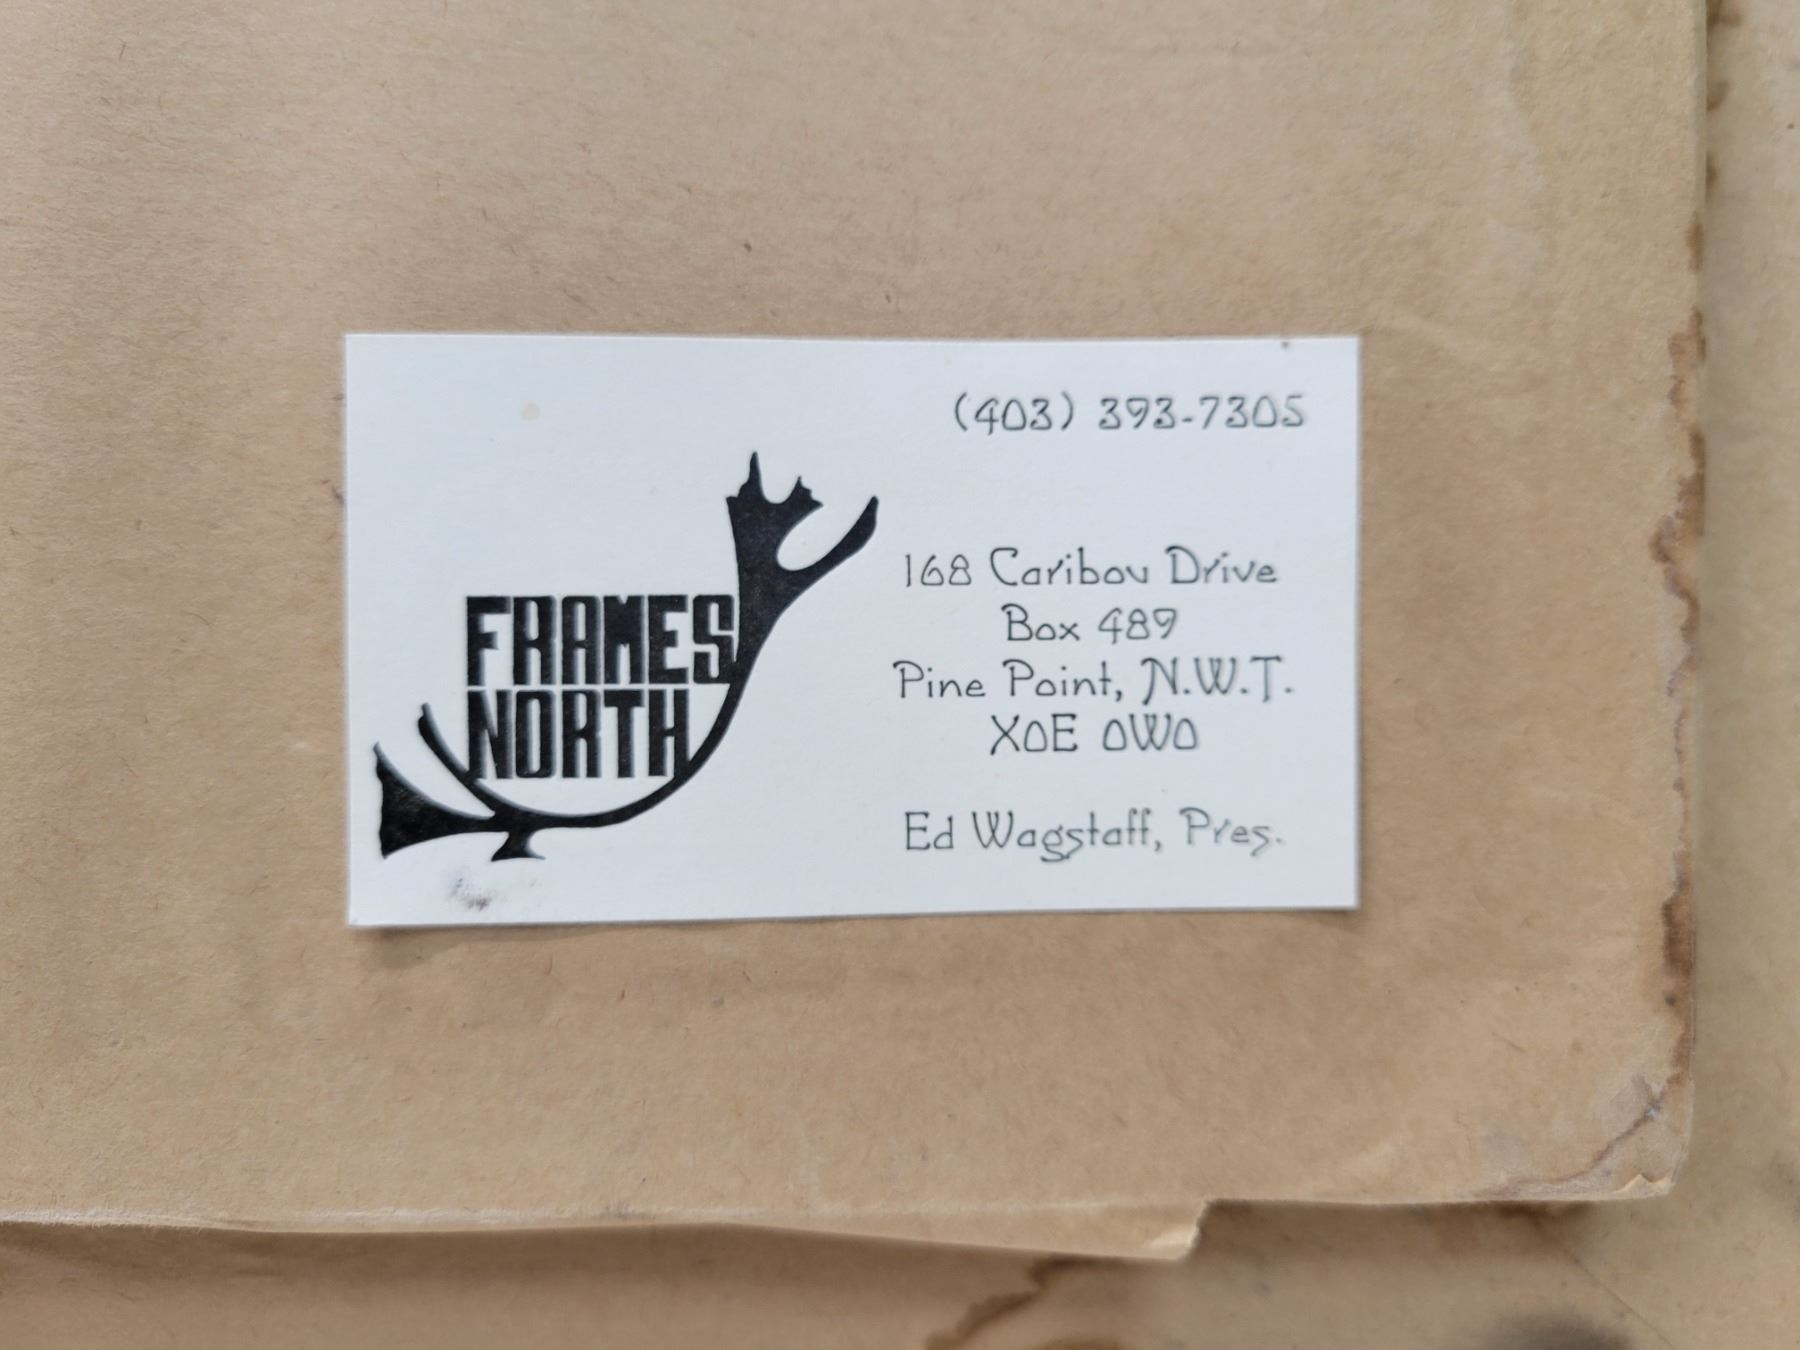 (403) 393-7305
FRAMES
NORTH
168 Caribou Drive
Box 489
Pine Point, N.W.T.
X0E 0W0
Ed Wagstaff, Pres.